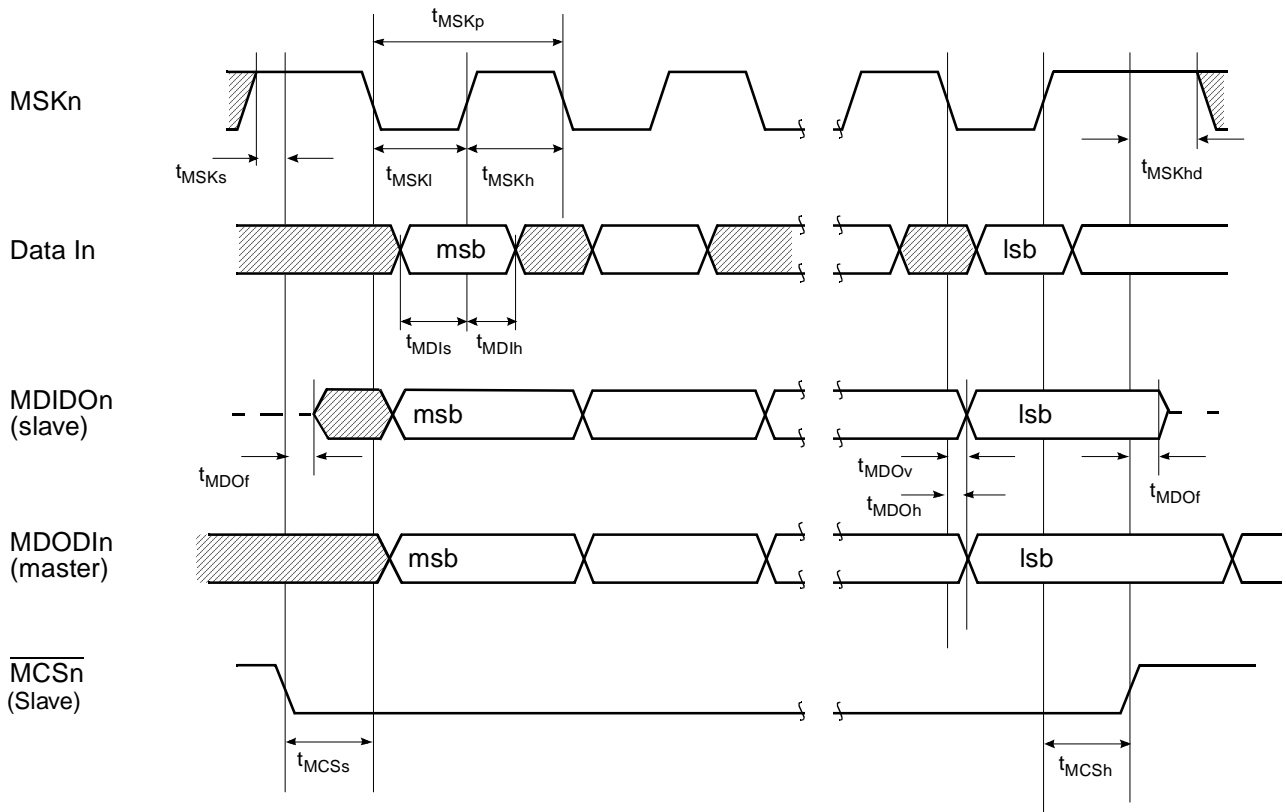 tMSKp
MSKn
tMSKs
tMSKl
tMSKh
tMSKhd
Data In
msb
lsb
tMDIs
tMDIh
MDIDOn
(slave)
msb
lsb
tMDOf
tMDOv
tMDOh
tMDOf
MDODIn
(master)
msb
lsb
MCSn
(Slave)
tMCSs
tMCSh